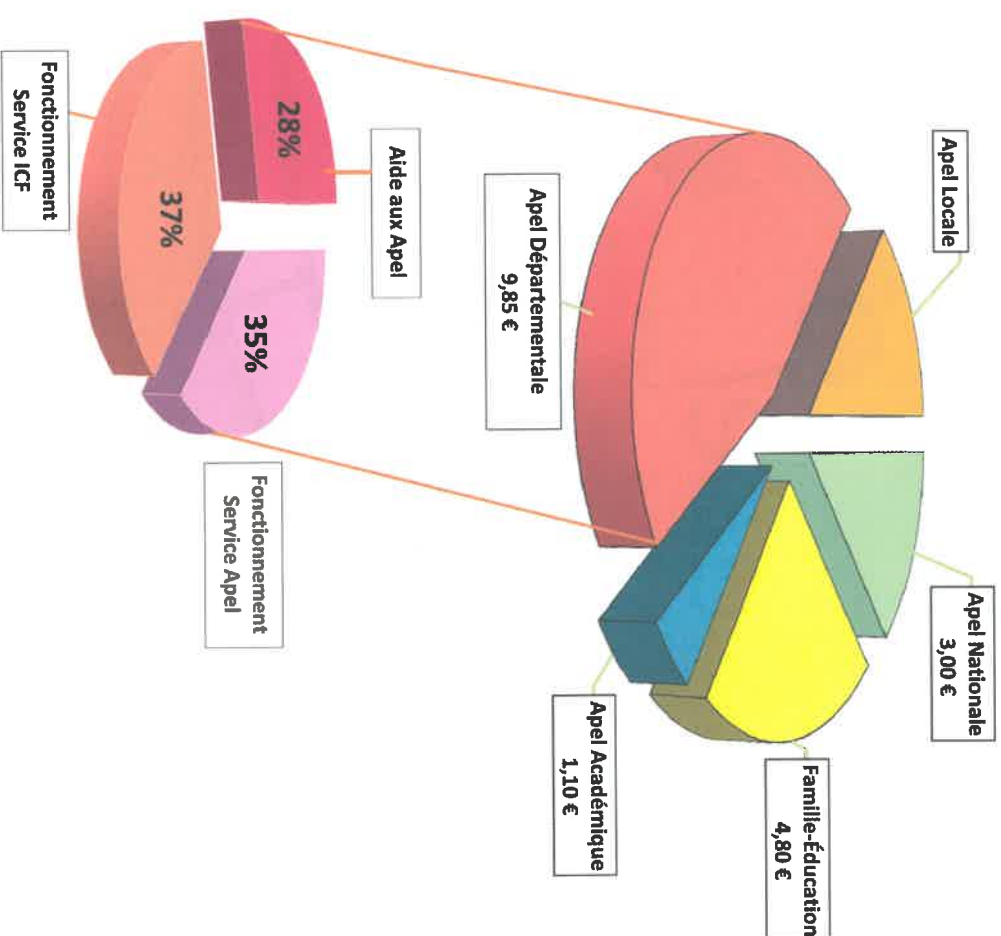 Apel Locale
Apel Nationale
3,00 €
Famille-Éducation
4,80 €
Apel Académique
1,10 €
Apel Départementale
9,85 €
Aide aux Apel
28%
35%
37%
Fonctionnement
Service Apel
Fonctionnement
Service ICF